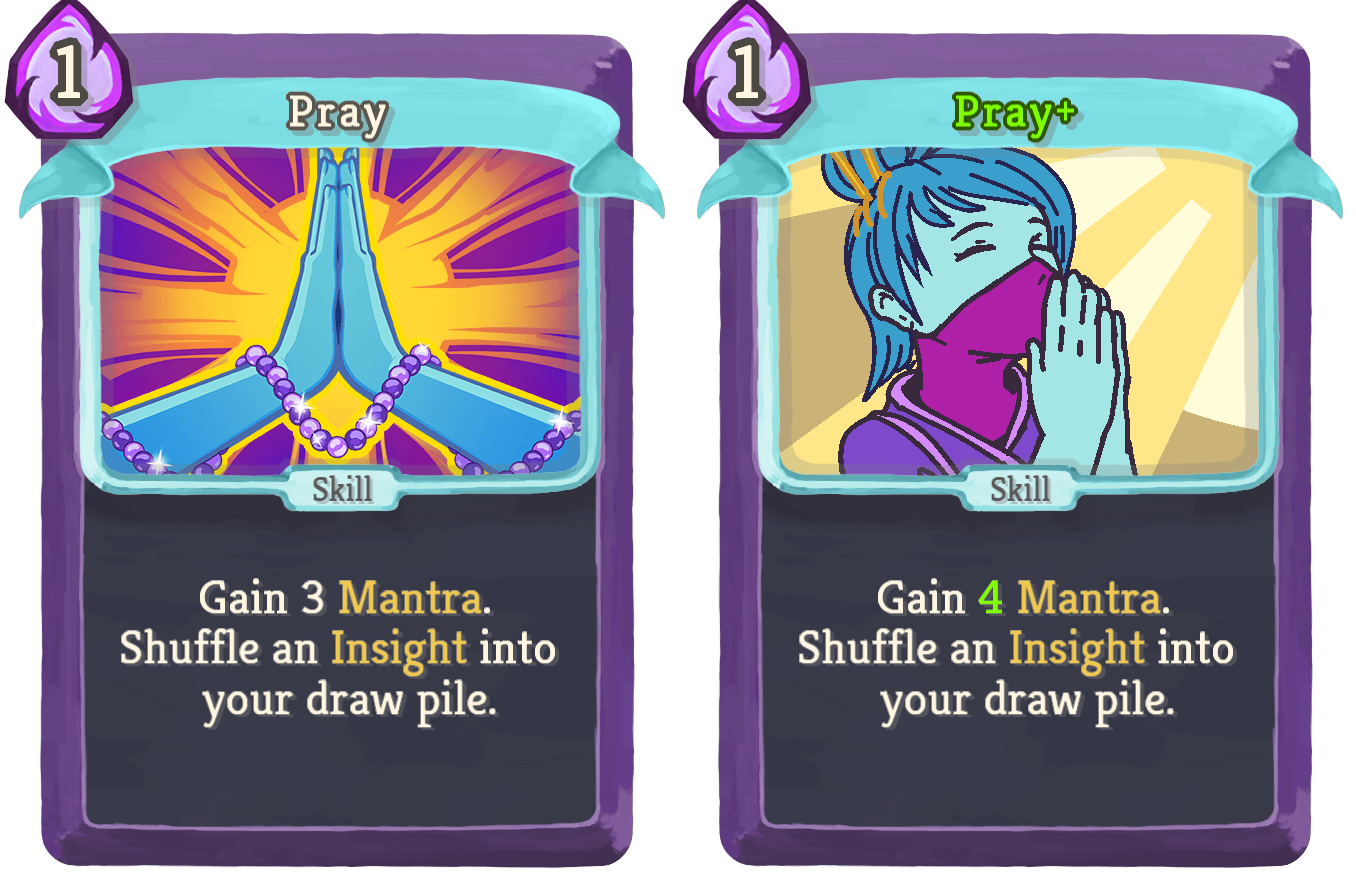 1
Pray
Skill
Gain 3 Mantra.
Shuffle an Insight into
your draw pile.
1
Pray+
Skill
Gain 4 Mantra.
Shuffle an Insight into
your draw pile.